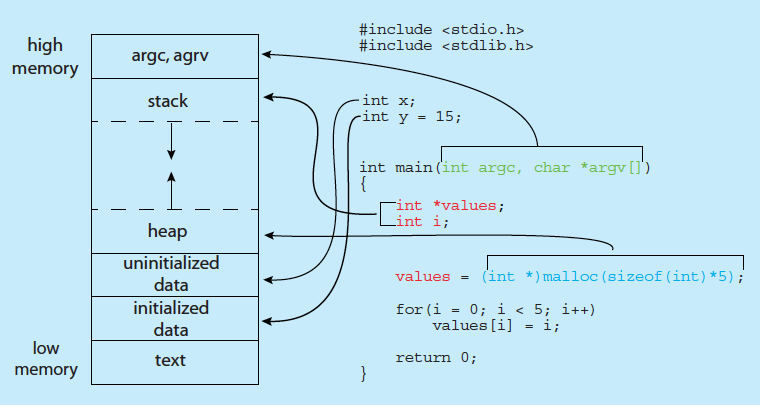 high
memory
argc, agrv
stack
heap
uninitialized
data
initialized
data
text
low
memory
#include <stdio.h>
#include <stdlib.h>
int x;
int y = 15;
int main(int argc, char *argv[])
{
int *values;
int i;
values = (int *)malloc(sizeof(int)*5);
for(i = 0; i < 5; i++)
values[i] = i;
return 0;
}